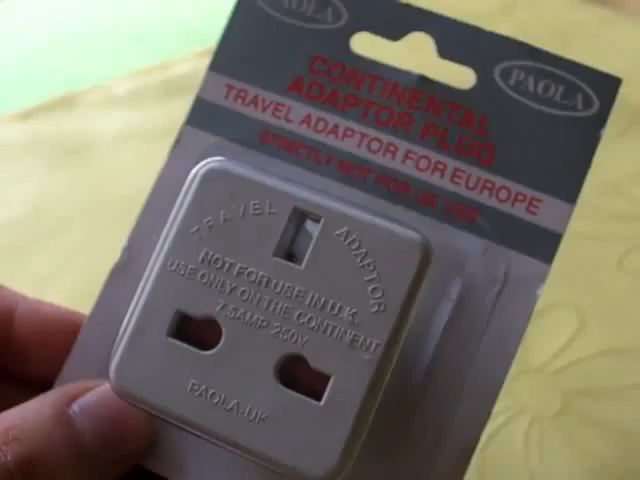 PAOLA
PAOLA
CONTINENTAL
ADAPTOR PLUG
TRAVEL ADAPTOR FOR EUROPE
STRICTLY NOT FOR UK USE
TRAVEL ADAPTOR
NOT FOR USE IN U.K.
USE ONLY ON THE CONTINENT
7.5AMP 250V
PAOLA-UK